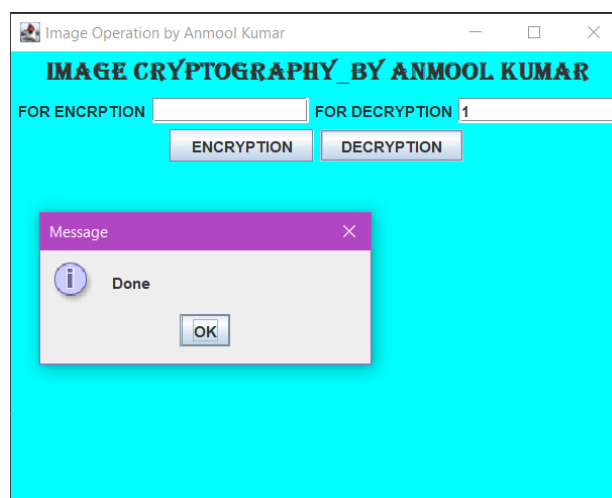 Image Operation by Anmool Kumar
IMAGE CRYPTOGRAPHY_BY ANMOOL KUMAR
FOR ENCRPTION FOR DECRYPTION 1
ENCRYPTION DECRYPTION
Message
Done
OK